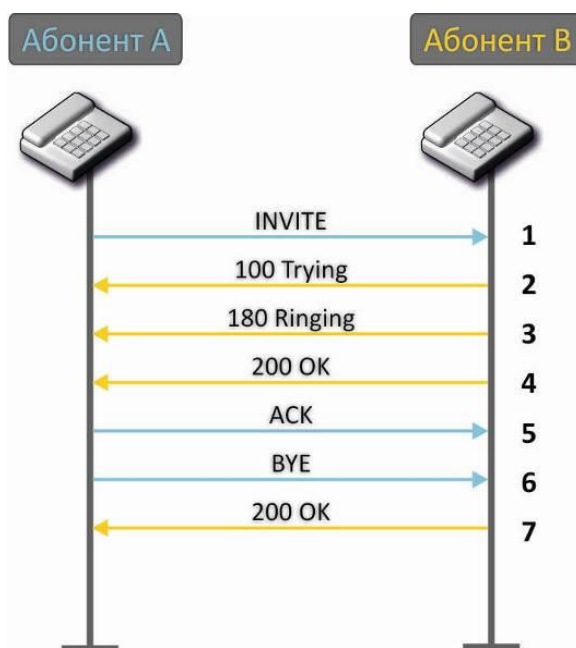 Абонент А
Абонент В
INVITE
1
100 Trying
2
180 Ringing
3
200 OK
4
ACK
5
BYE
6
200 OK
7